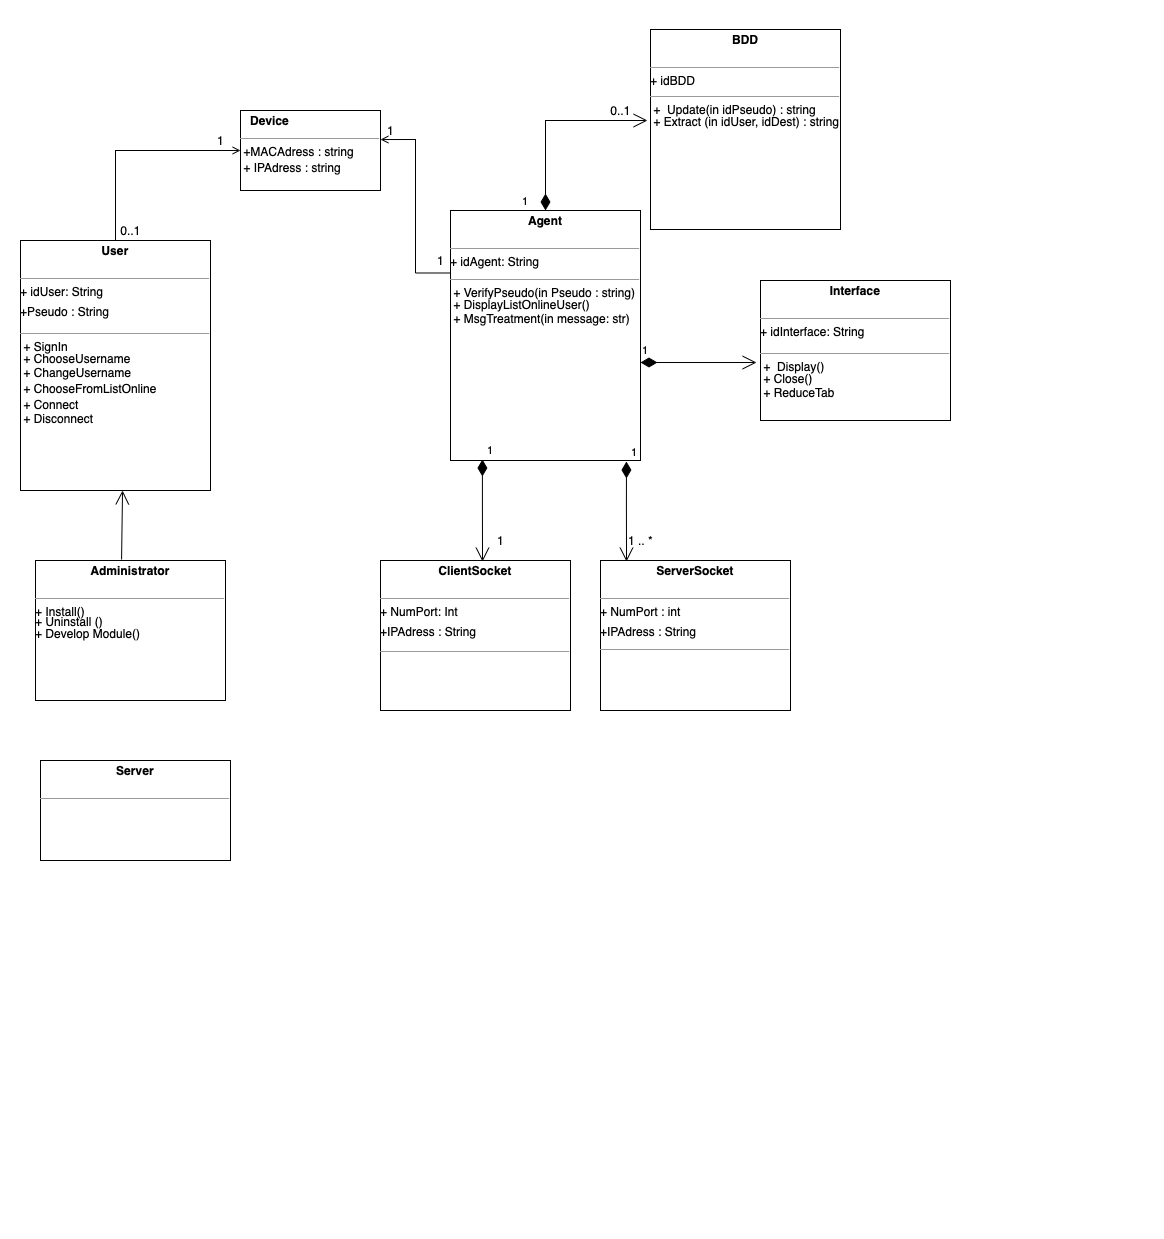 BDD
+ idBDD
+ Update(in idPseudo) : string
+ Extract (in idUser, idDest) : string
0..1
1
Device
+MACAdress : string
+ IPAdress : string
1
1
0..1
User
+ idUser: String
+Pseudo : String
+ SignIn
+ ChooseUsername
+ ChangeUsername
+ ChooseFromListOnline
+ Connect
+ Disconnect
1
Agent
+ idAgent: String
+ VerifyPseudo(in Pseudo : string)
+ DisplayListOnlineUser()
+ MsgTreatment(in message: str)
1
Interface
+ idInterface: String
+ Display()
+ Close()
+ ReduceTab
1
1
1
1 .. *
Administrator
+ Install()
+ Uninstall ()
+ Develop Module()
ClientSocket
+ NumPort: Int
+IPAdress : String
ServerSocket
+ NumPort : int
+IPAdress : String
Server